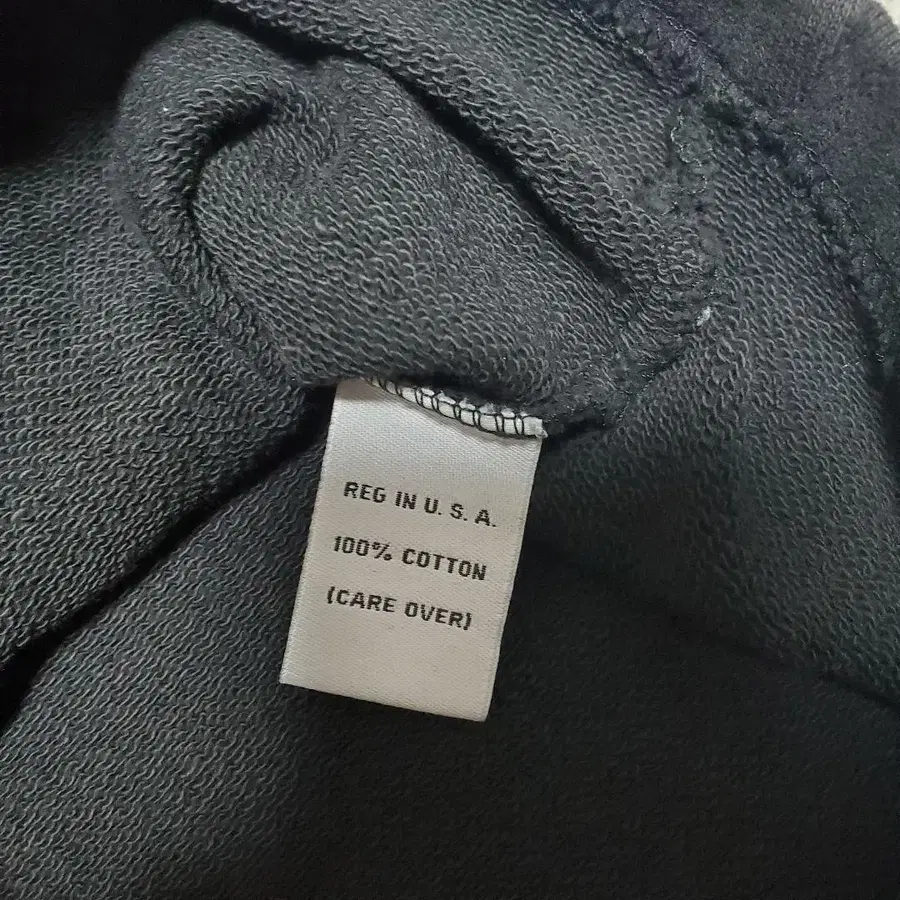 REG IN U. S. A.
100% COTTON
(CARE OVER)